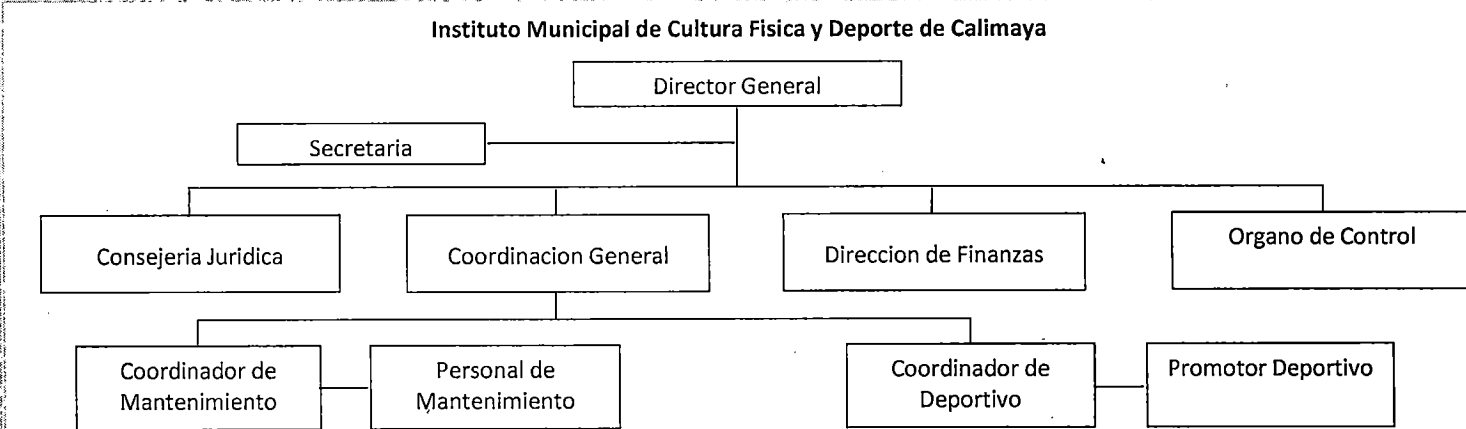 Instituto Municipal de Cultura Fisica y Deporte de Calimaya
Director General
Secretaria
Consejeria Juridica
Coordinacion General
Direccion de Finanzas
Organo de Control
Coordinador de
Mantenimiento
Personal de
Mantenimiento
Coordinador de
Deportivo
Promotor Deportivo